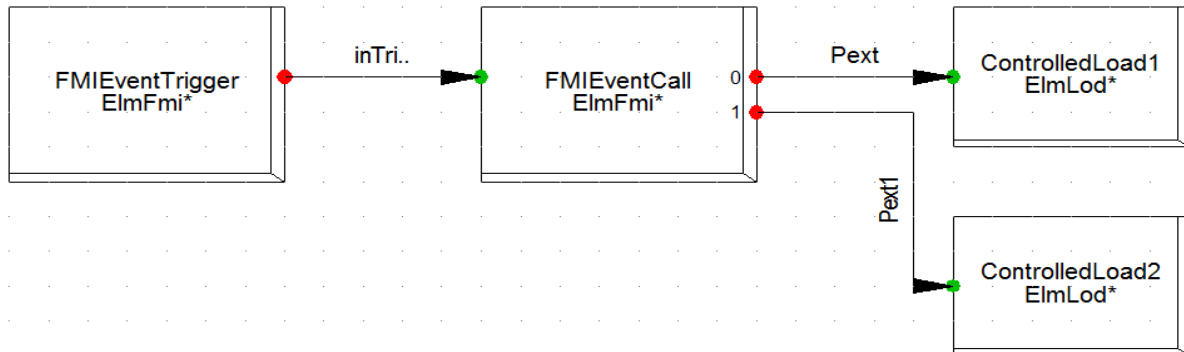 FMIEventTrigger
ElmFmi*
inTri..
FMIEventCall
ElmFmi*
0
1
Pext
ControlledLoad1
ElmLod*
Pext1
ControlledLoad2
ElmLod*